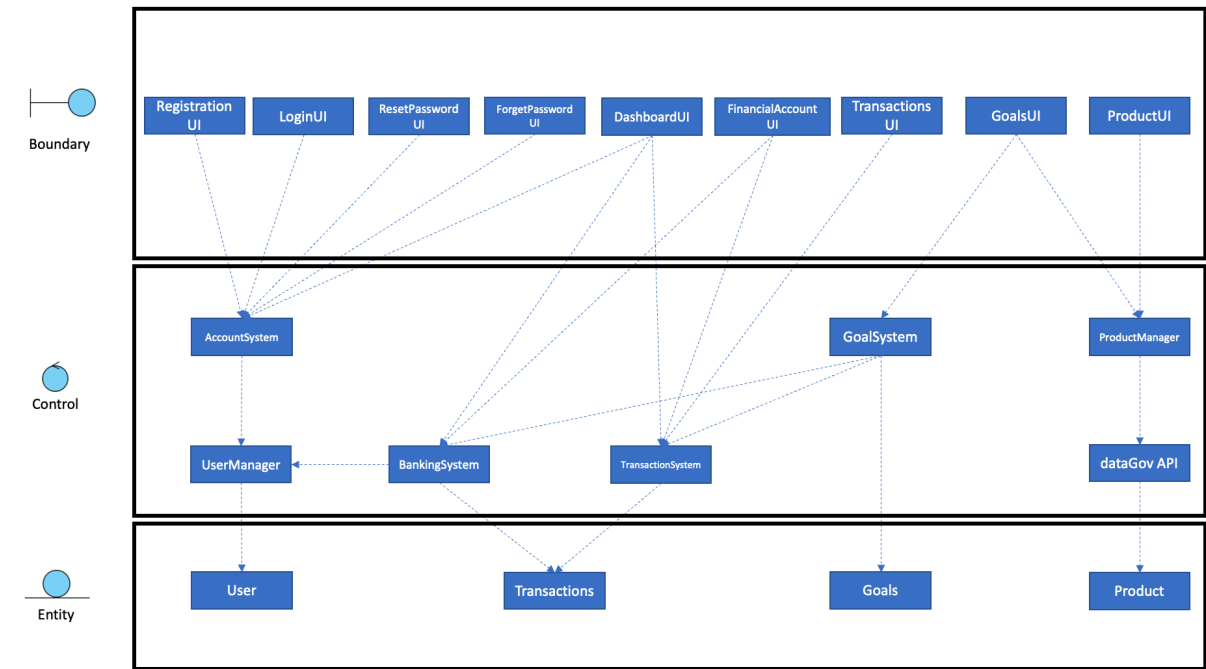 Registration
UI
LoginUI
ResetPassword
UI
ForgetPassword
UI
DashboardUI
FinancialAccount
UI
Transactions
UI
GoalsUI
ProductUI
Boundary
AccountSystem
GoalSystem
ProductManager
Control
UserManager
BankingSystem
TransactionSystem
dataGov API
User
Transactions
Goals
Product
Entity